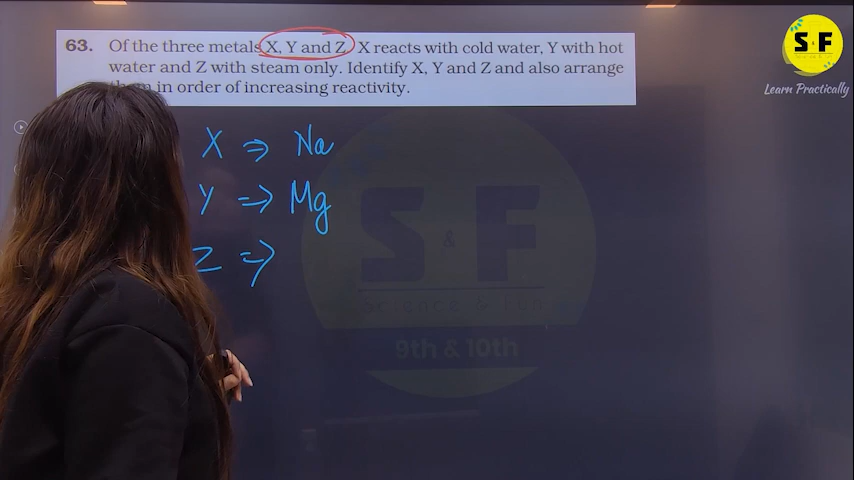 63. Of the three metals X, Y and Z. X reacts with cold water, Y with hot
water and Z with steam only. Identify X, Y and Z and also arrange
in order of increasing reactivity.
X ⇒ Na
Y ⇒ Mg
Z ⇒
S&F
Learn Practically
S & F
9th & 10th